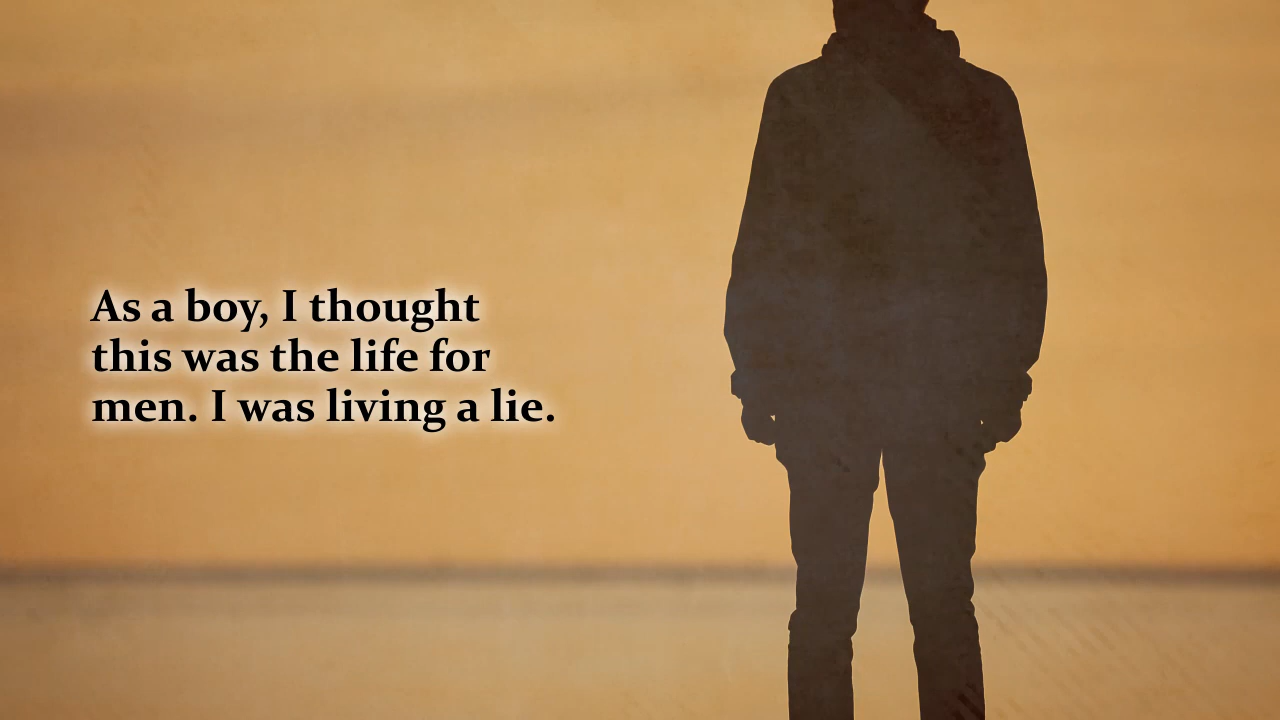 As a boy, I thought
this was the life for
men. I was living a lie.